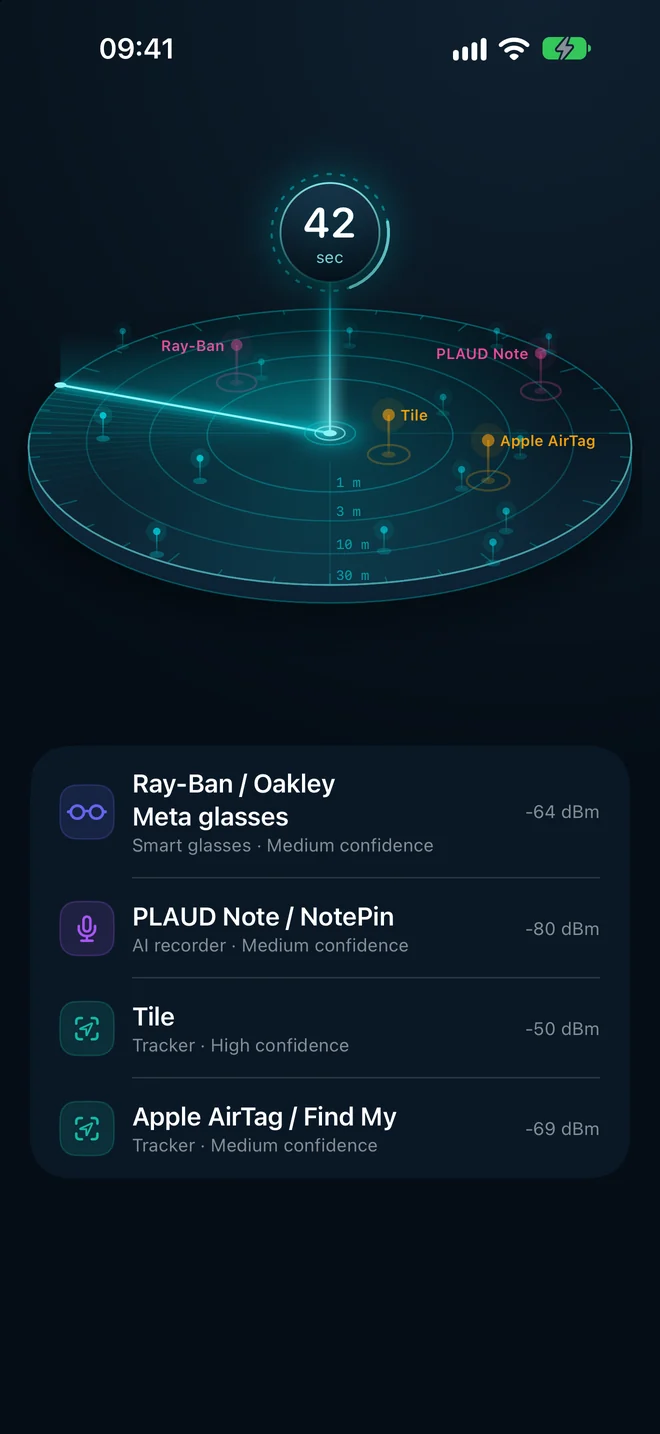 09:41
42
sec
Ray-Ban
PLAUD Note
Tile
Apple AirTag
1 m
3 m
10 m
30 m
Ray-Ban / Oakley
Meta glasses
Smart glasses · Medium confidence
-64 dBm
PLAUD Note / NotePin
AI recorder · Medium confidence
-80 dBm
Tile
Tracker · High confidence
-50 dBm
Apple AirTag / Find My
Tracker · Medium confidence
-69 dBm